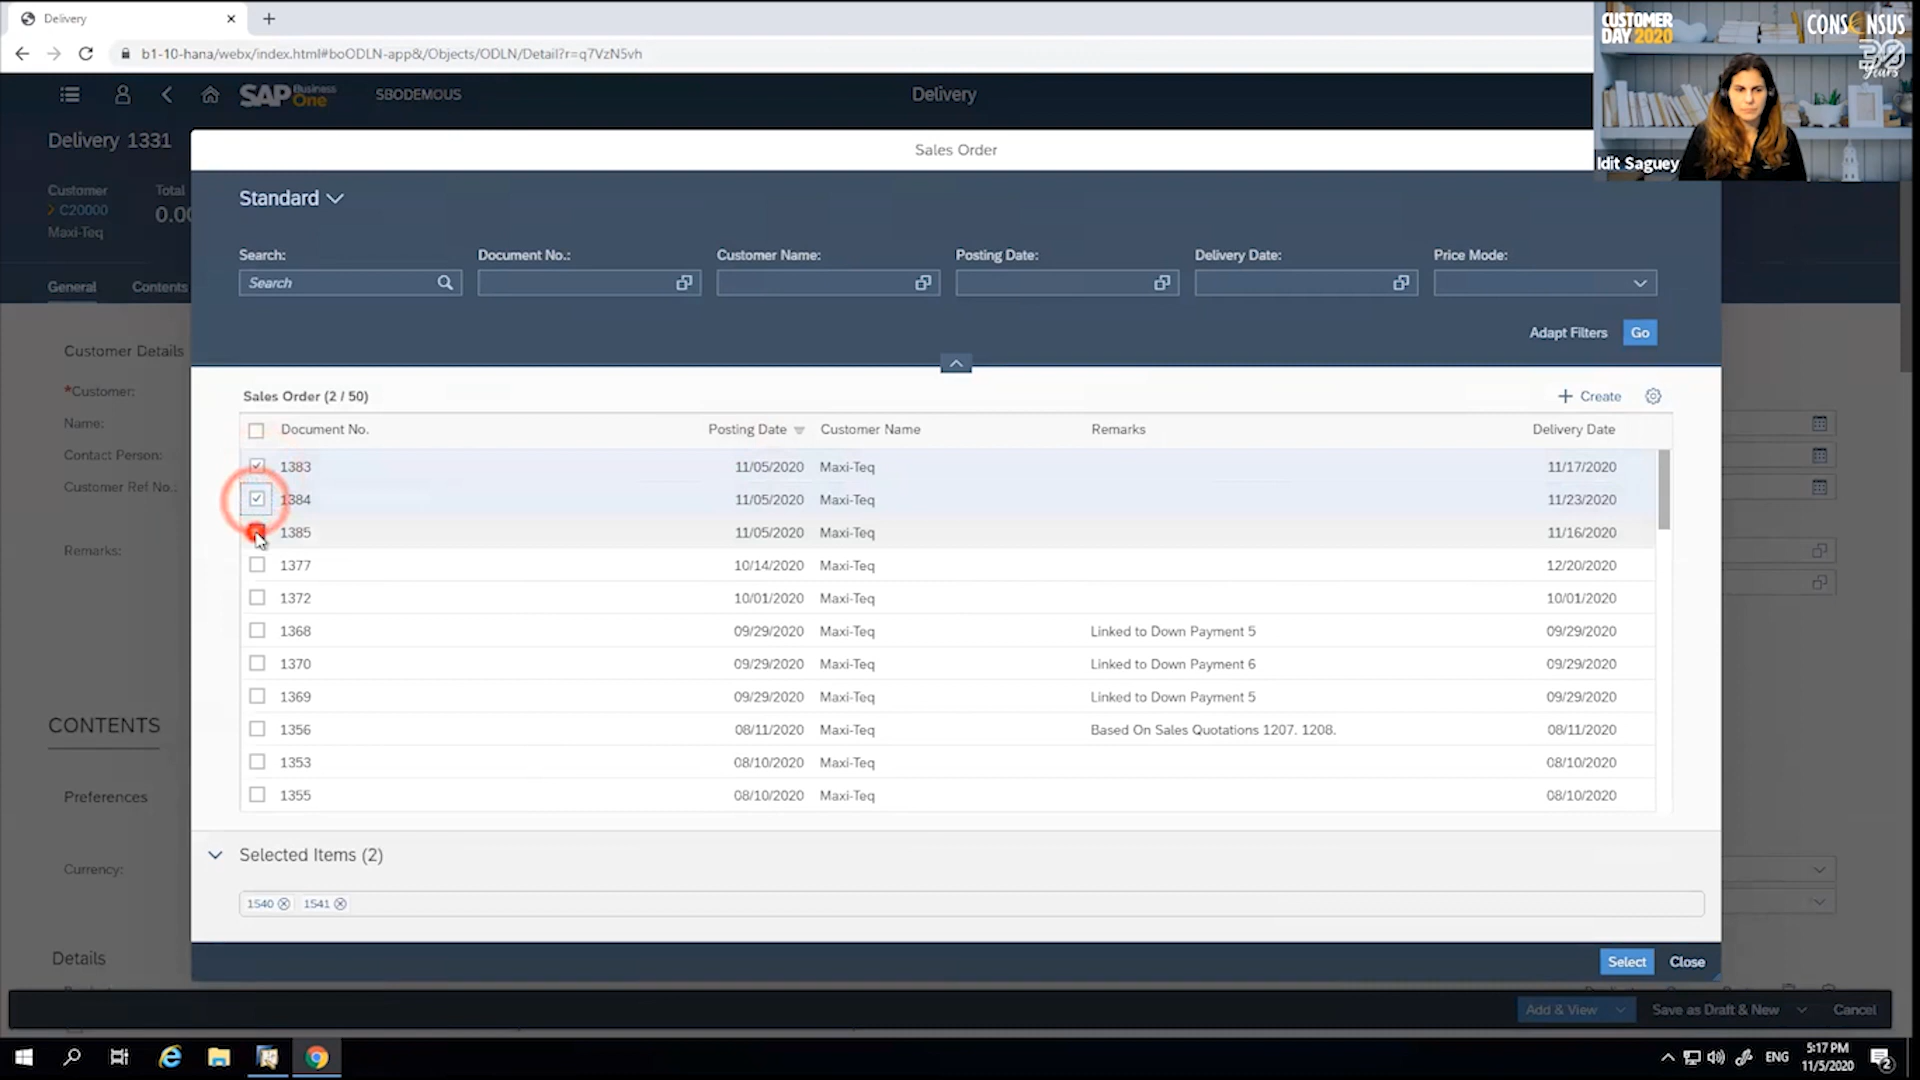 Delivery
b1-10-hana/webx/index.html#boODLN-app&/Objects/ODLN/Detail?r=q7VzN5vh
CUSTOMER
DAY 2020
CONSENSUS
30
Years
Idit Saguey
SAP Business One
SBODEMOUS
Delivery
Delivery 1331
Customer
Total
C20000
0.00
Maxi-Teq
General
Contents
Sales Order
Standard
Search:
Document No.:
Customer Name:
Posting Date:
Delivery Date:
Price Mode:
Search
Adapt Filters
Go
Customer Details
*Customer:
Name:
Contact Person:
Customer Ref No.:
Remarks:
CONTENTS
Preferences
Currency:
Details
Sales Order (2 / 50)
Create
Document No.
Posting Date
Customer Name
Remarks
Delivery Date
1383 11/05/2020 Maxi-Teq 11/17/2020
1384 11/05/2020 Maxi-Teq 11/23/2020
1385 11/05/2020 Maxi-Teq 11/16/2020
1377 10/14/2020 Maxi-Teq 12/20/2020
1372 10/01/2020 Maxi-Teq 10/01/2020
1368 09/29/2020 Maxi-Teq Linked to Down Payment 5 09/29/2020
1370 09/29/2020 Maxi-Teq Linked to Down Payment 6 09/29/2020
1369 09/29/2020 Maxi-Teq Linked to Down Payment 5 09/29/2020
1356 08/11/2020 Maxi-Teq Based On Sales Quotations 1207. 1208. 08/11/2020
1353 08/10/2020 Maxi-Teq 08/10/2020
1355 08/10/2020 Maxi-Teq 08/10/2020
Selected Items (2)
1540
1541
Select
Close
Add & View
Save as Draft & New
Cancel
ENG
5:17 PM
11/5/2020
2